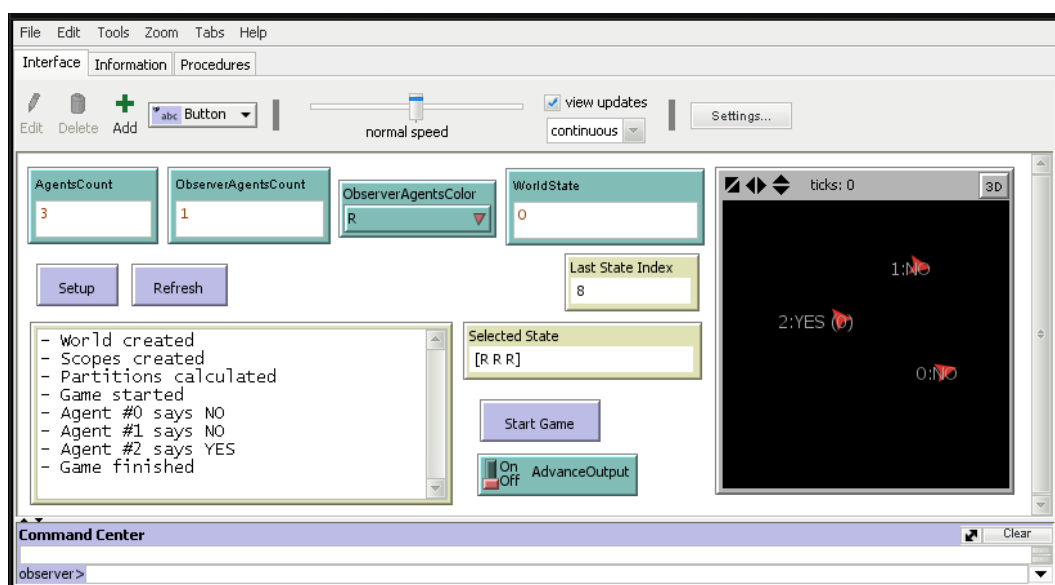 File Edit Tools Zoom Tabs Help
Interface Information Procedures
Edit Delete Add abc Button normal speed view updates continuous Settings...
AgentsCount
3
ObserverAgentsCount
1
ObserverAgentsColor
R
WorldState
0
ticks: 0 3D
Setup Refresh
Last State Index
8
Selected State
[R R R]
- World created
- Scopes created
- Partitions calculated
- Game started
- Agent #0 says NO
- Agent #1 says NO
- Agent #2 says YES
- Game finished
Start Game
On
Off
AdvanceOutput
1:NO
2:YES (0)
0:NO
Command Center Clear
observer>